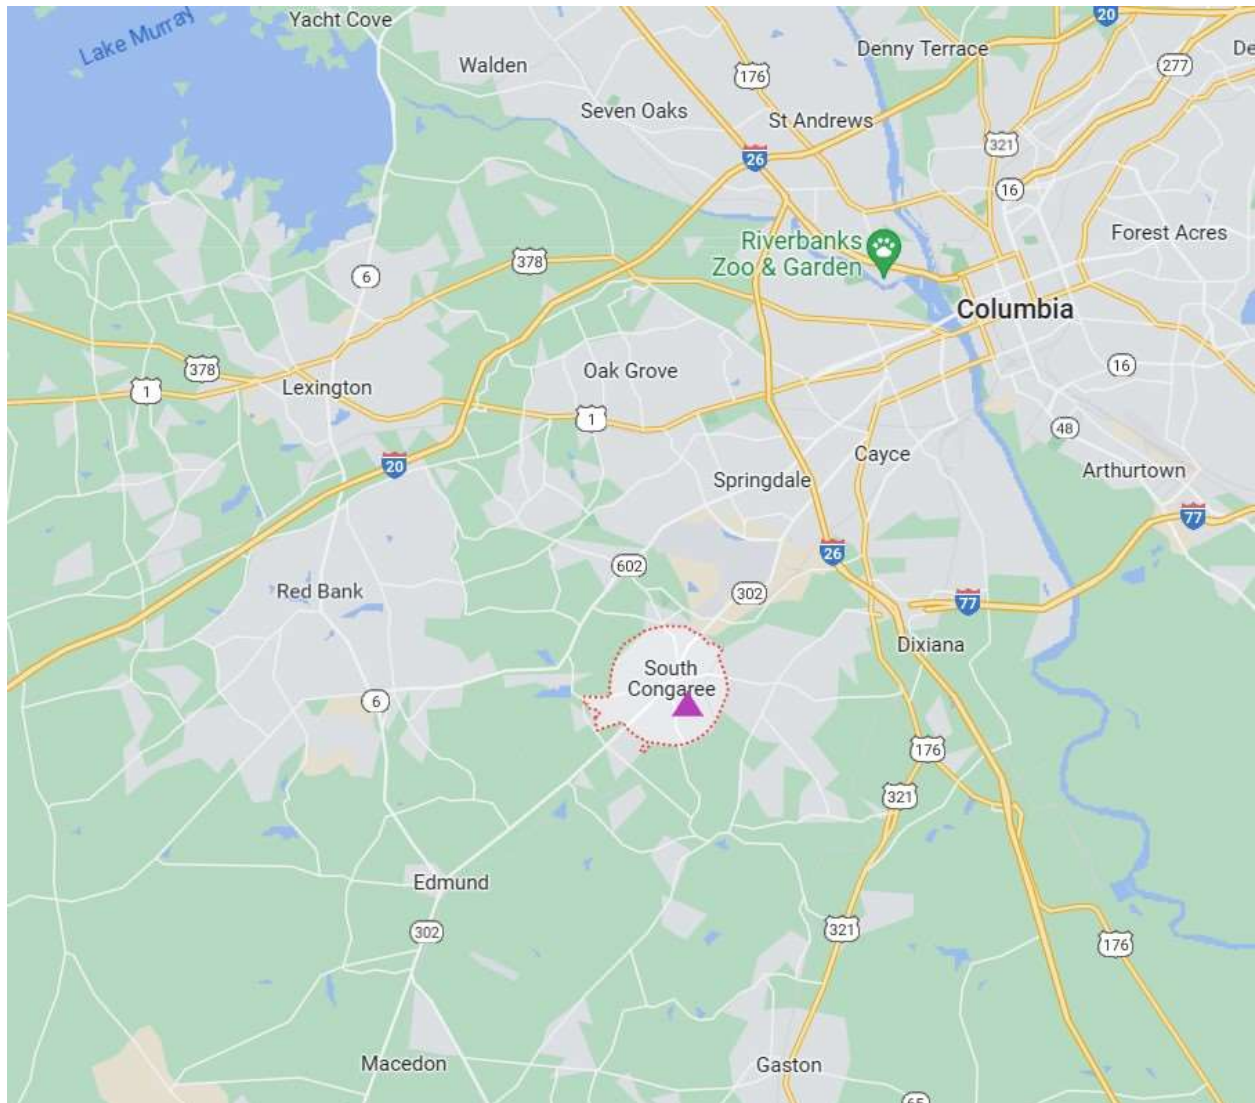 Yacht Cove
20
Lake Murray
Denny Terrace
Walden
176
277
Seven Oaks
St Andrews
321
26
16
Riverbanks
Zoo & Garden
Forest Acres
378
6
Columbia
378
1
Lexington
Oak Grove
16
1
48
20
Cayce
Springdale
Arthurtown
77
26
602
302
Red Bank
77
Dixiana
South
Congaree
6
176
321
Edmund
302
321
176
Macedon
Gaston